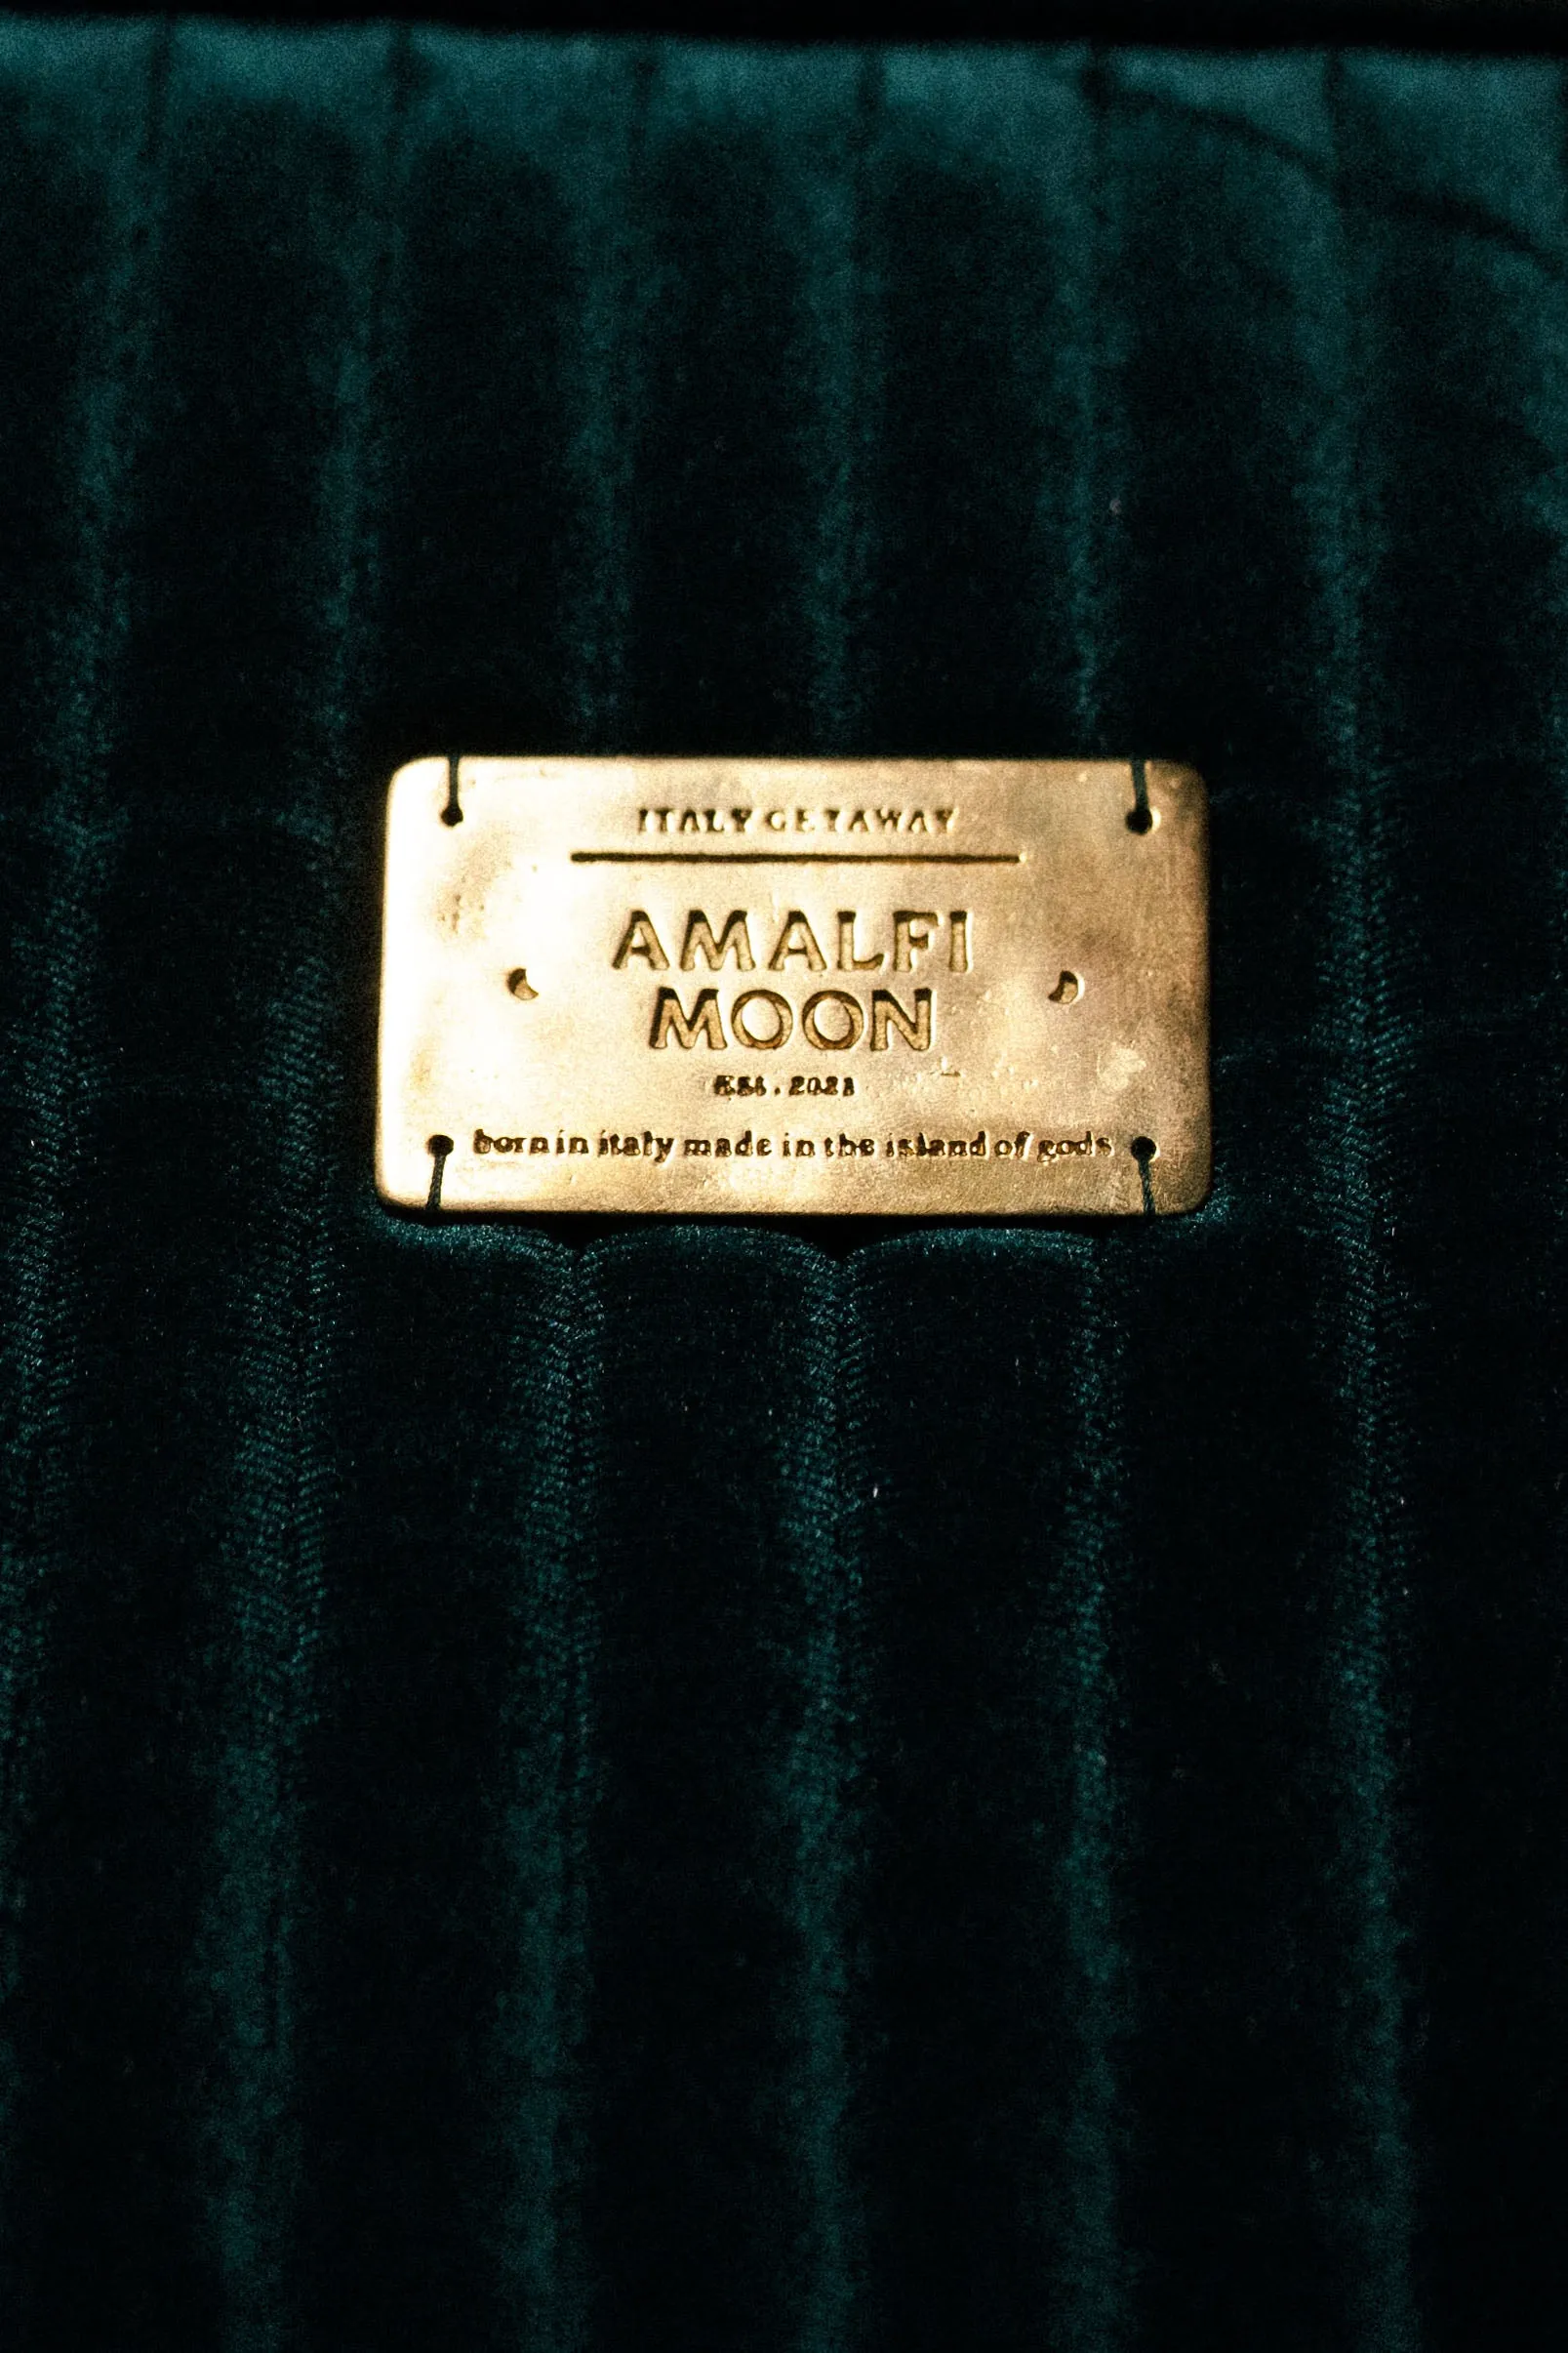 ITALY GETAWAY
AMALFI
MOON
EST. 2021
born in italy made in the island of gods